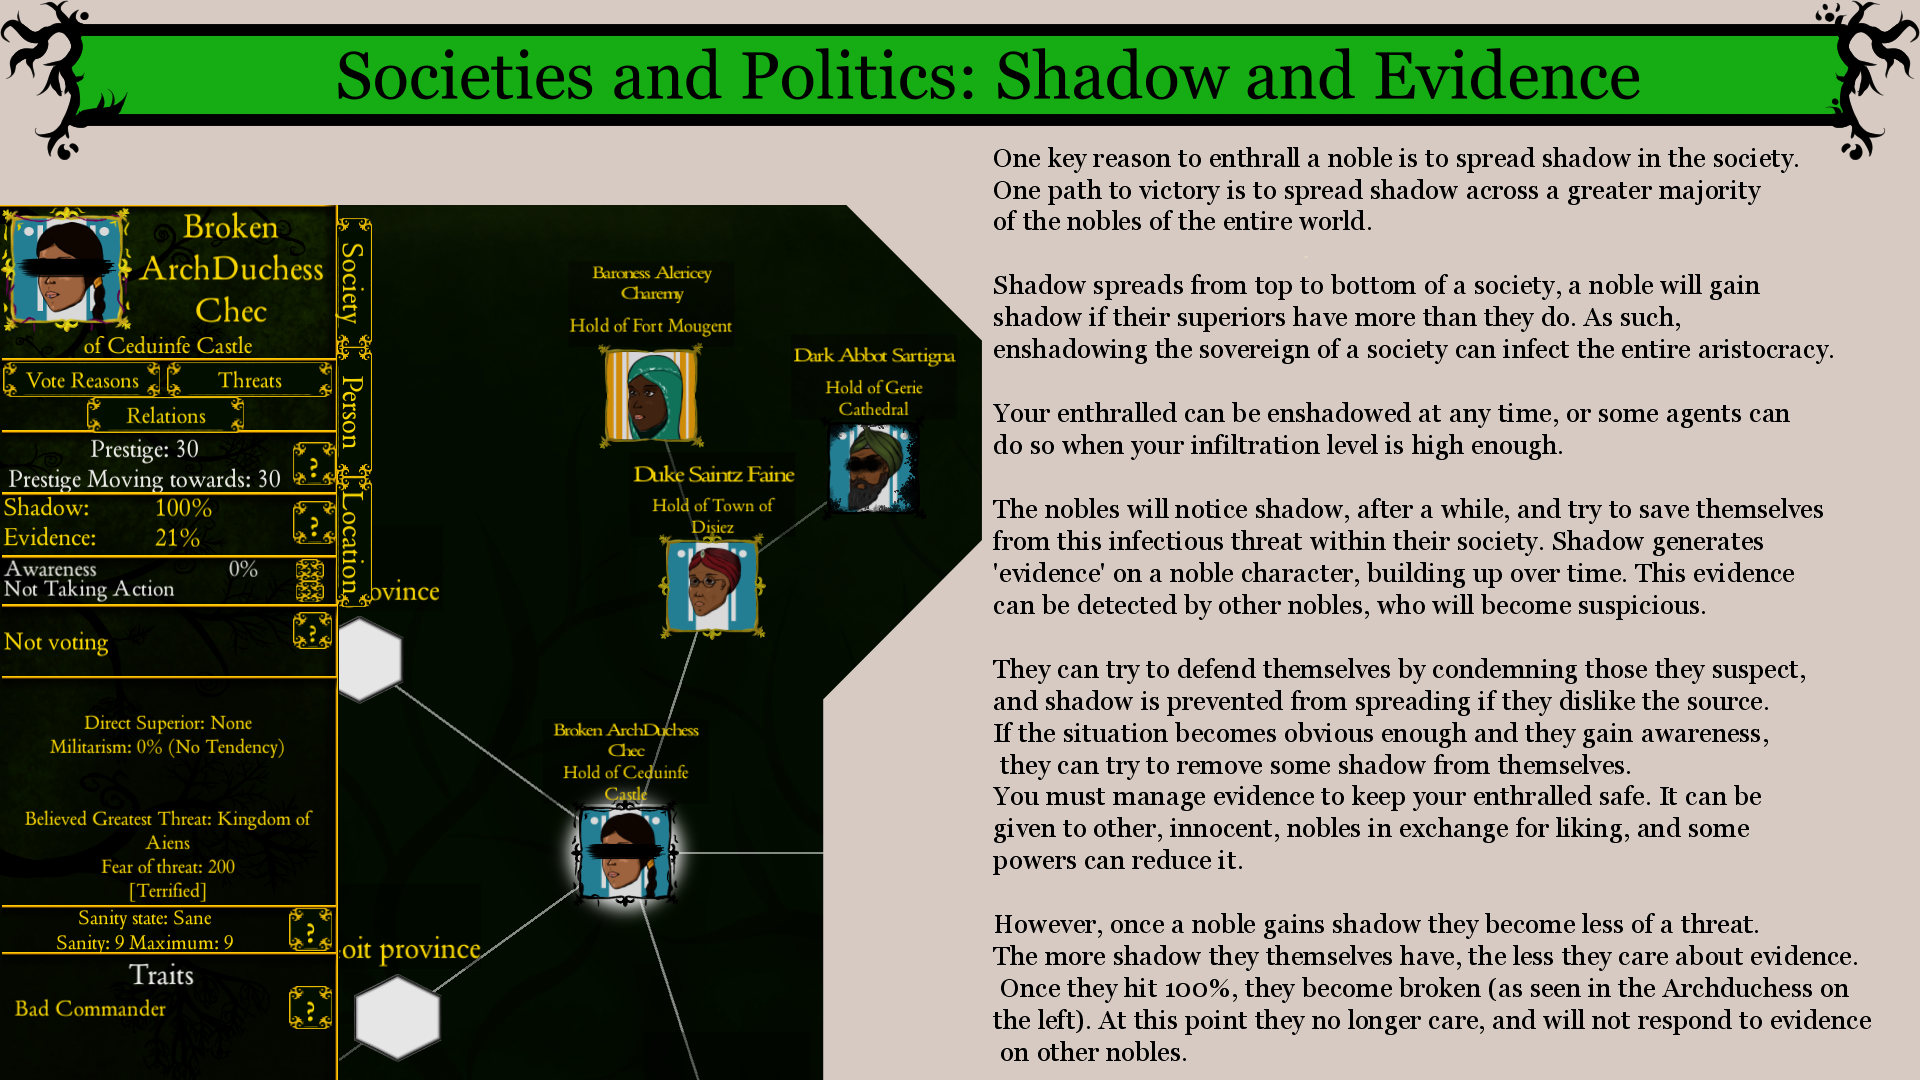 Societies and Politics: Shadow and Evidence
Broken
ArchDuchess
Chec
of Ceduinfe Castle
Vote Reasons
Threats
Relations
Prestige: 30
Prestige Moving towards: 30
?
Shadow: 100%
Evidence: 21%
?
Awareness 0%
Not Taking Action
Not voting
?
Direct Superior: None
Militarism: 0% (No Tendency)
Believed Greatest Threat: Kingdom of
Aiens
Fear of threat: 200
[Terrified]
Sanity state: Sane
Sanity: 9 Maximum: 9
?
Traits
Bad Commander
?
Society
Person
Location
Baroness Alericey
Charemy
Hold of Fort Mougent
Dark Abbot Sartigna
Hold of Gerie
Cathedral
Duke Saintz Faine
Hold of Town of
Disiez
ovince
Broken ArchDuchess
Chec
Hold of Ceduinfe
Castle
oit province
One key reason to enthrall a noble is to spread shadow in the society.
One path to victory is to spread shadow across a greater majority
of the nobles of the entire world.
Shadow spreads from top to bottom of a society, a noble will gain
shadow if their superiors have more than they do. As such,
enshadowing the sovereign of a society can infect the entire aristocracy.
Your enthralled can be enshadowed at any time, or some agents can
do so when your infiltration level is high enough.
The nobles will notice shadow, after a while, and try to save themselves
from this infectious threat within their society. Shadow generates
'evidence' on a noble character, building up over time. This evidence
can be detected by other nobles, who will become suspicious.
They can try to defend themselves by condemning those they suspect,
and shadow is prevented from spreading if they dislike the source.
If the situation becomes obvious enough and they gain awareness,
they can try to remove some shadow from themselves.
You must manage evidence to keep your enthralled safe. It can be
given to other, innocent, nobles in exchange for liking, and some
powers can reduce it.
However, once a noble gains shadow they become less of a threat.
The more shadow they themselves have, the less they care about evidence.
Once they hit 100%, they become broken (as seen in the Archduchess on
the left). At this point they no longer care, and will not respond to evidence
on other nobles.